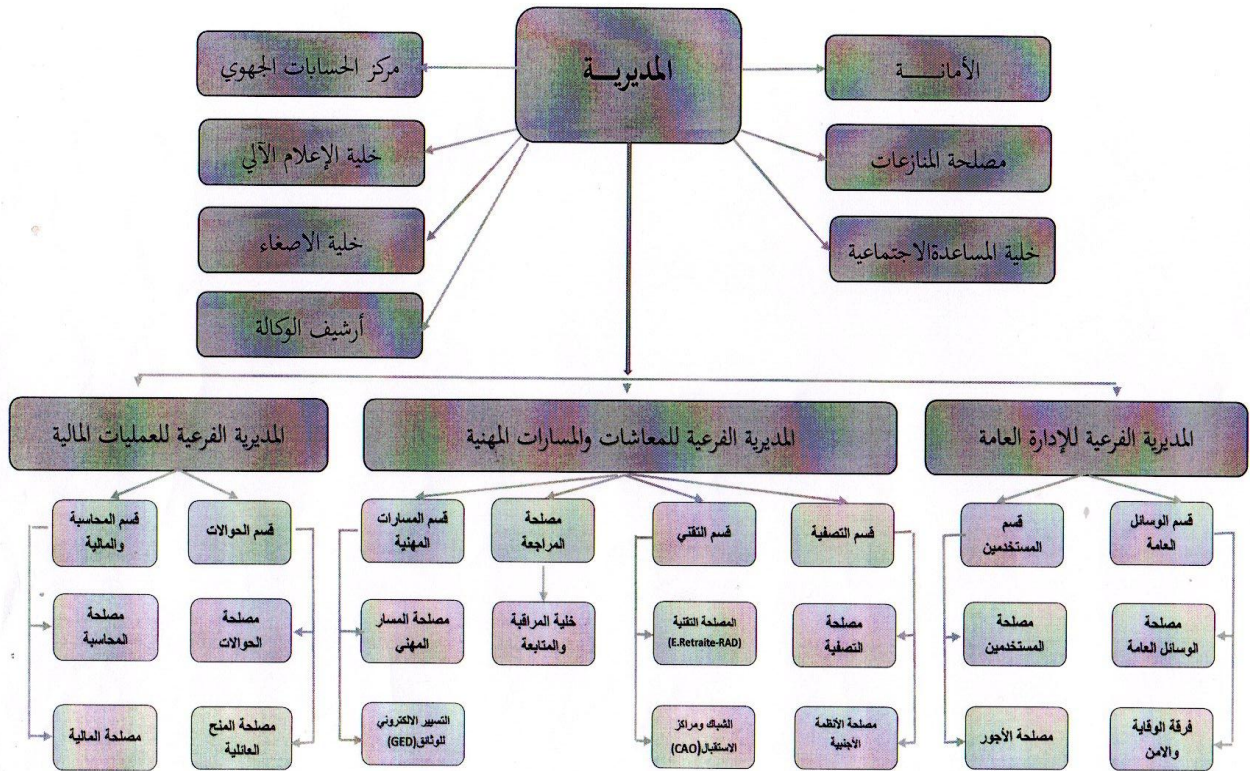 المديريــة
الأمانــــة
مركز الحسابات الجهوي
مصلحة المنازعات
خلية الإعلام الآلي
خلية المساعدةالاجتماعية
خلية الاصغاء
أرشيف الوكالة
المديرية الفرعية للإدارة العامة
المديرية الفرعية للمعاشات والمسارات المهنية
المديرية الفرعية للعمليات المالية
قسم الوسائل
العامة
قسم
المستخدمين
قسم التصفية
قسم التقني
مصلحة
المراجعة
قسم المسارات
المهنية
قسم الحوالات
قسم المحاسبة
والمالية
مصلحة
الوسائل العامة
مصلحة
المستخدمين
مصلحة
التصفية
المصلحة التقنية
(E.Retraite-RAD)
خلية المراقبة
والمتابعة
مصلحة المسار
المهني
مصلحة
الحوالات
مصلحة
المحاسبة
فرقة الوقاية
والامن
مصلحة الأجور
مصلحة الأنظمة
الأجنبية
الشباك ومراكز
الاستقبال(CAO)
التسيير الالكتروني
للوثائق(GED)
مصلحة المنح
العائلية
مصلحة المالية